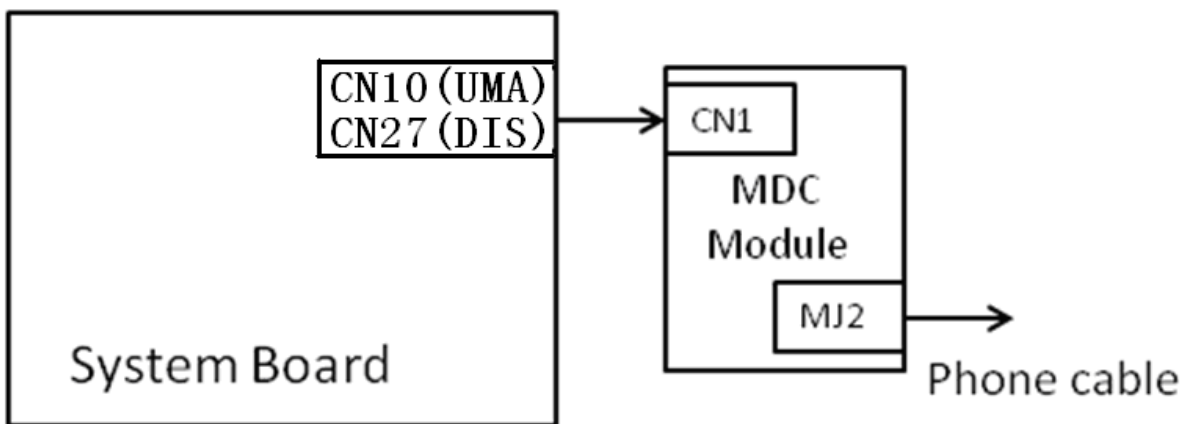 CN10(UMA)
CN27(DIS)
CN1
MDC
Module
MJ2
System Board
Phone cable